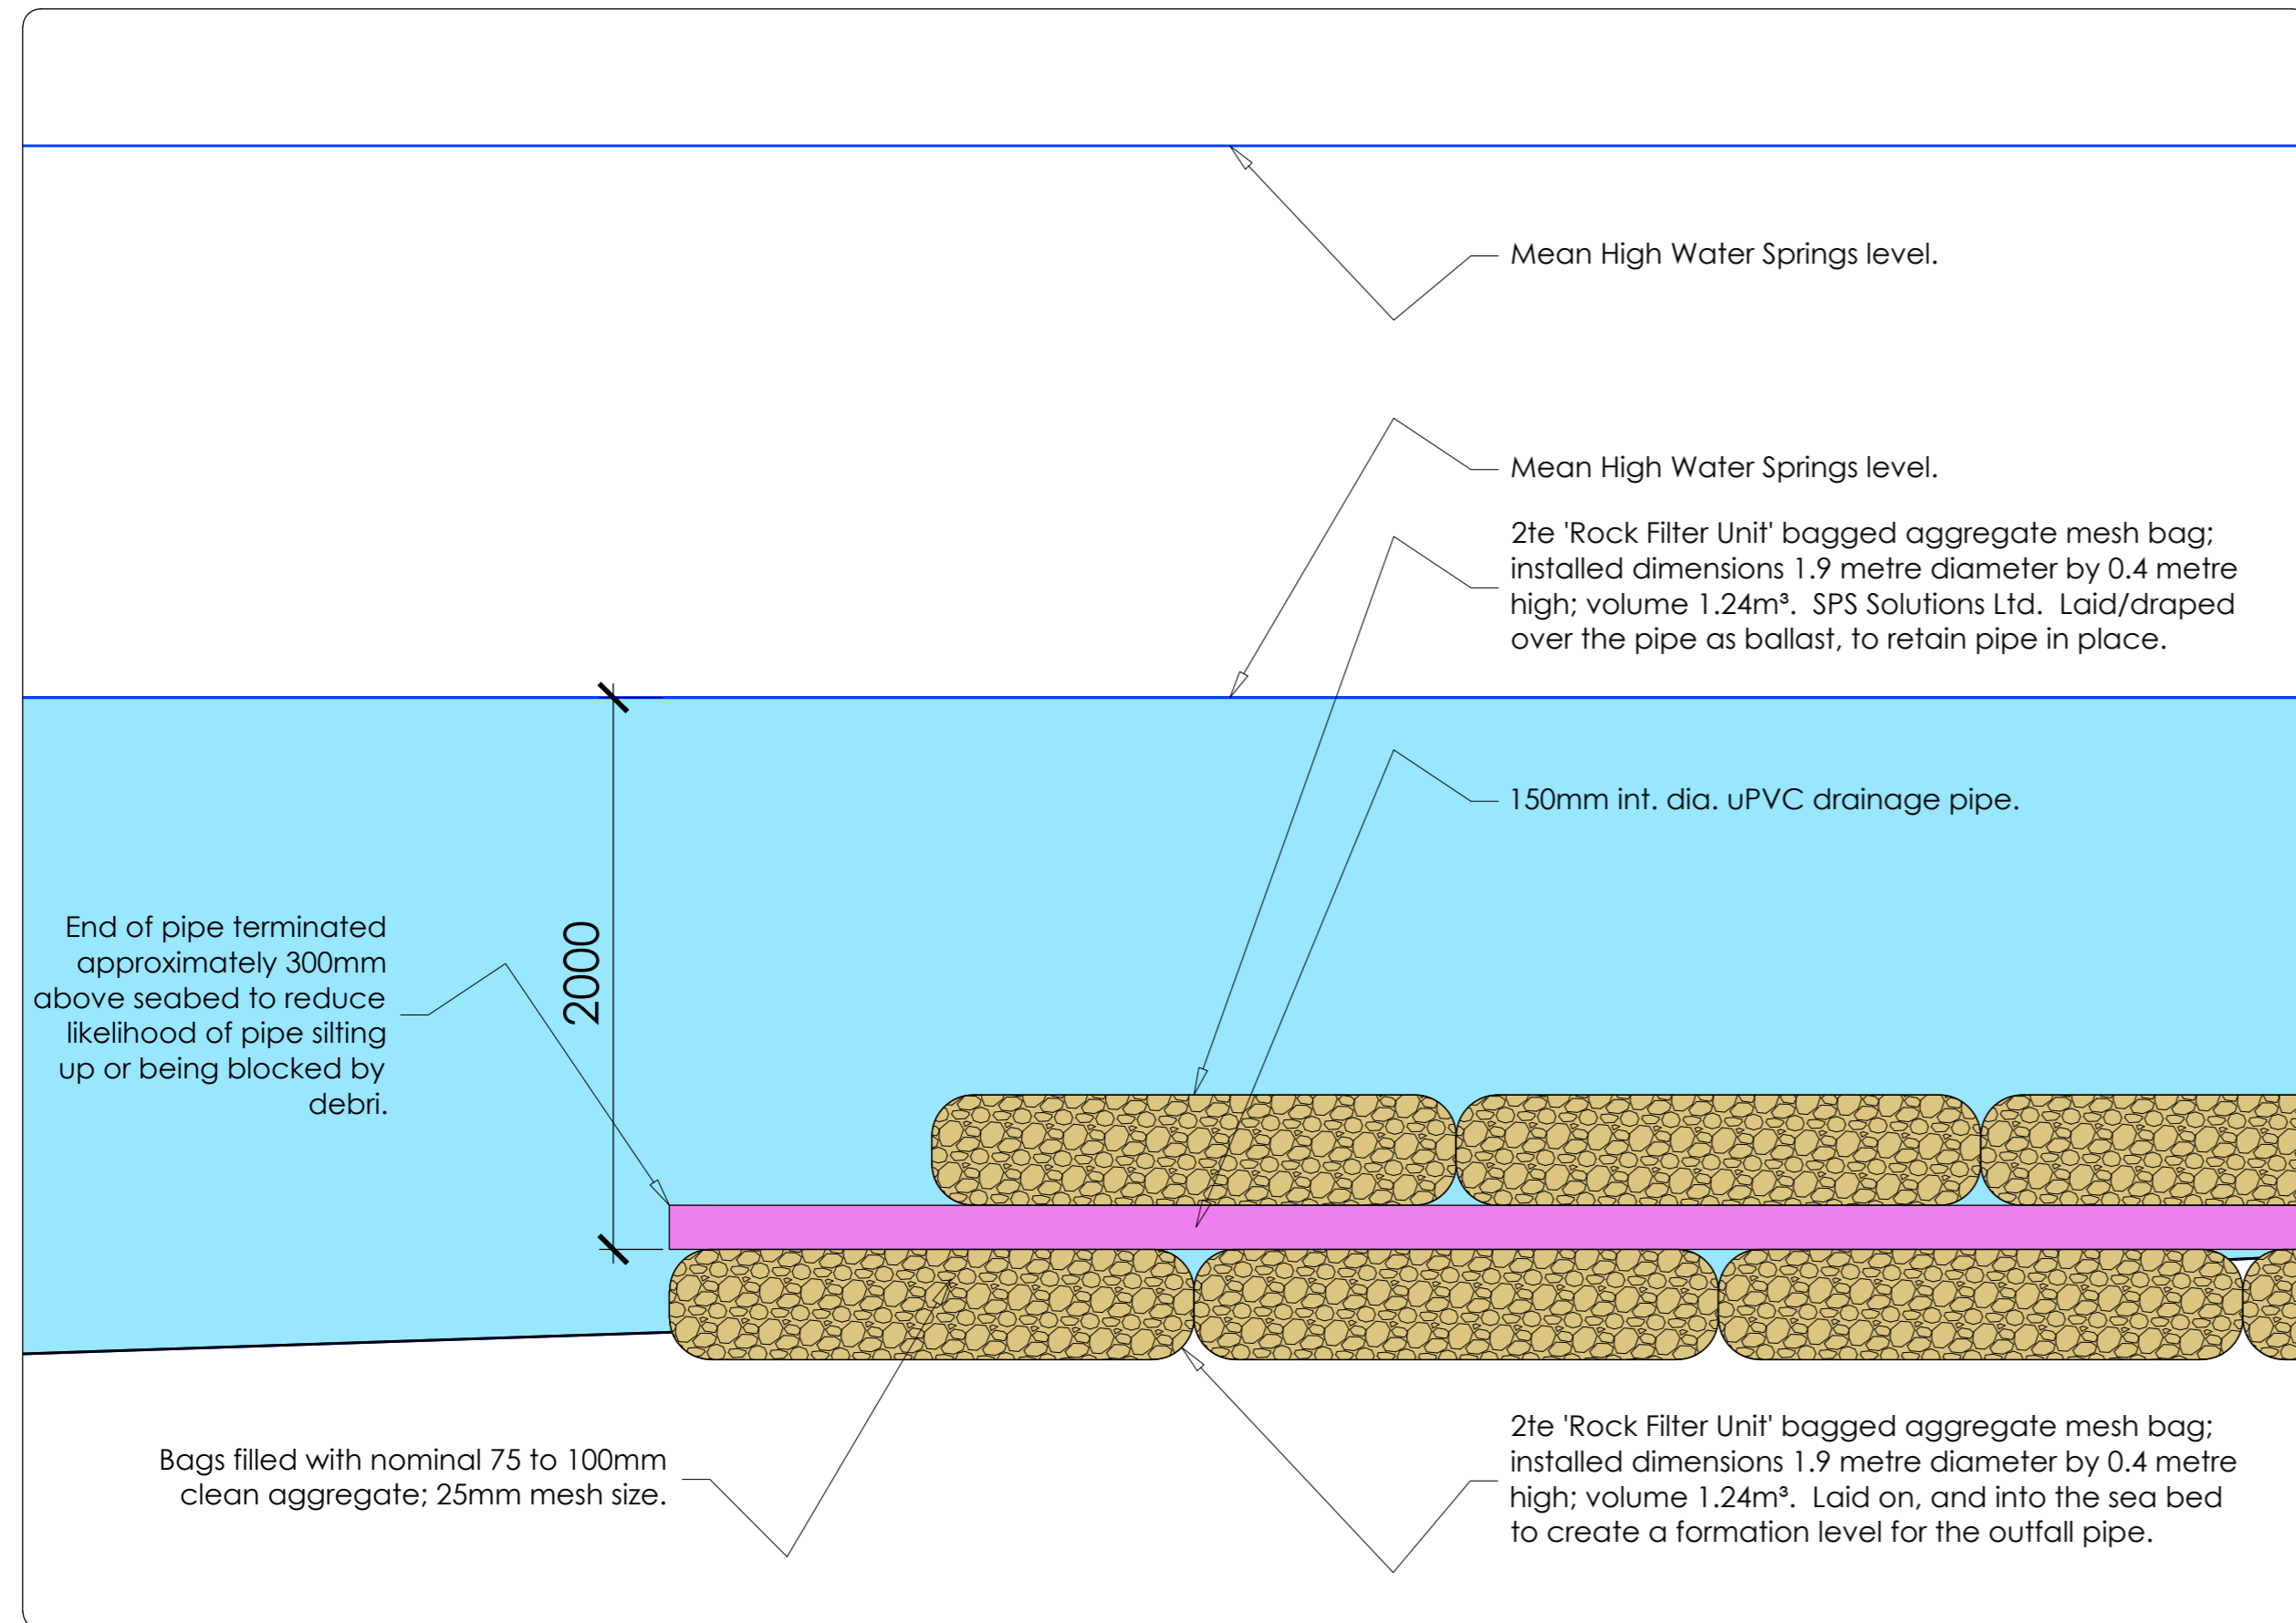 Mean High Water Springs level.
Mean High Water Springs level.
2te 'Rock Filter Unit' bagged aggregate mesh bag;
installed dimensions 1.9 metre diameter by 0.4 metre
high; volume 1.24m³.  SPS Solutions Ltd.  Laid/draped
over the pipe as ballast, to retain pipe in place.
150mm int. dia. uPVC drainage pipe.
End of pipe terminated
approximately 300mm
above seabed to reduce
likelihood of pipe silting
up or being blocked by
debri.
2000
Bags filled with nominal 75 to 100mm
clean aggregate; 25mm mesh size.
2te 'Rock Filter Unit' bagged aggregate mesh bag;
installed dimensions 1.9 metre diameter by 0.4 metre
high; volume 1.24m³.  Laid on, and into the sea bed
to create a formation level for the outfall pipe.